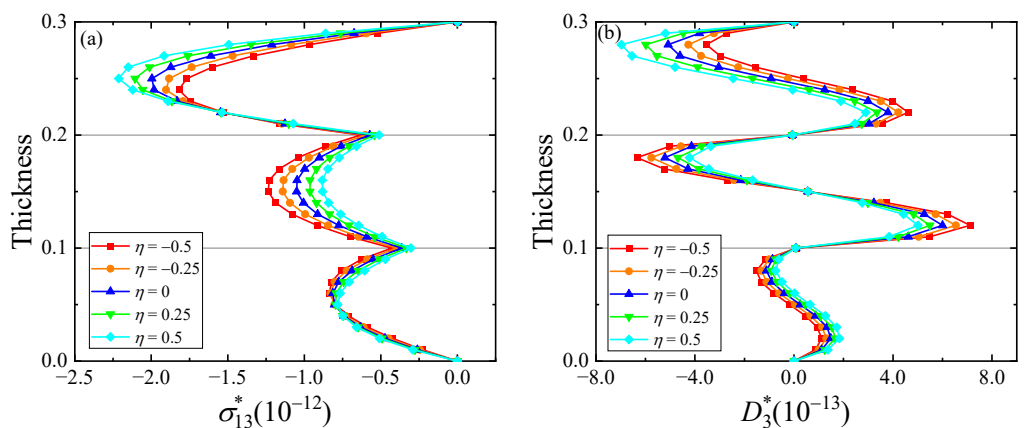 (a)
Thickness
0.3
0.2
0.1
0.0
η = −0.5
η = −0.25
η = 0
η = 0.25
η = 0.5
−2.5 −2.0 −1.5 −1.0 −0.5 0.0
σ*13(10−12)
(b)
Thickness
0.3
0.2
0.1
0.0
η = −0.5
η = −0.25
η = 0
η = 0.25
η = 0.5
−8.0 −4.0 0.0 4.0 8.0
D*3(10−13)